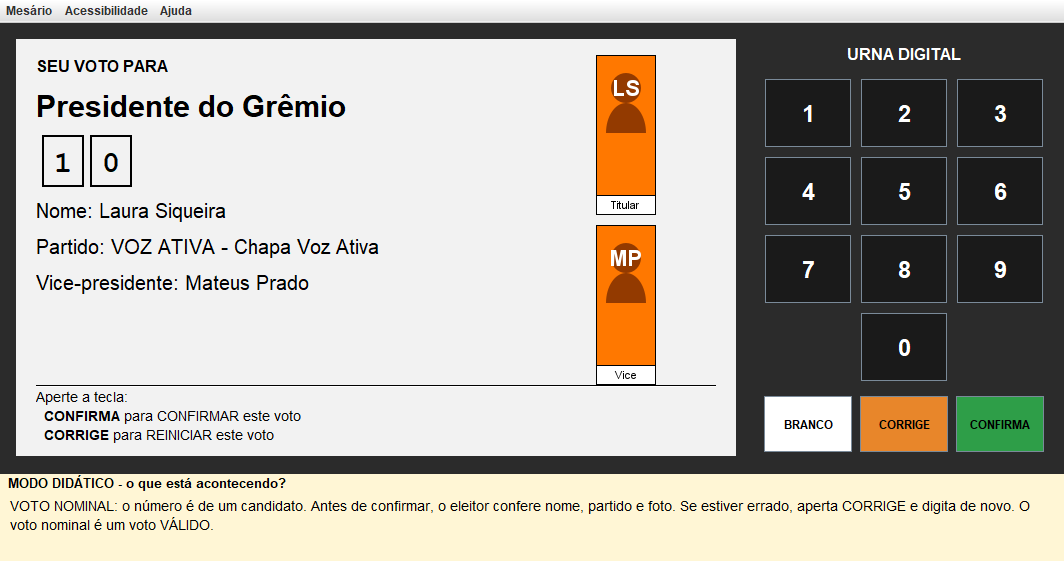 Mesário Acessibilidade Ajuda
SEU VOTO PARA
Presidente do Grêmio
1 0
Nome: Laura Siqueira
Partido: VOZ ATIVA - Chapa Voz Ativa
Vice-presidente: Mateus Prado
LS
Titular
MP
Vice
Aperte a tecla:
CONFIRMA para CONFIRMAR este voto
CORRIGE para REINICIAR este voto
URNA DIGITAL
1 2 3
4 5 6
7 8 9
0
BRANCO CORRIGE CONFIRMA
MODO DIDÁTICO - o que está acontecendo?
VOTO NOMINAL: o número é de um candidato. Antes de confirmar, o eleitor confere nome, partido e foto. Se estiver errado, aperta CORRIGE e digita de novo. O
voto nominal é um voto VÁLIDO.